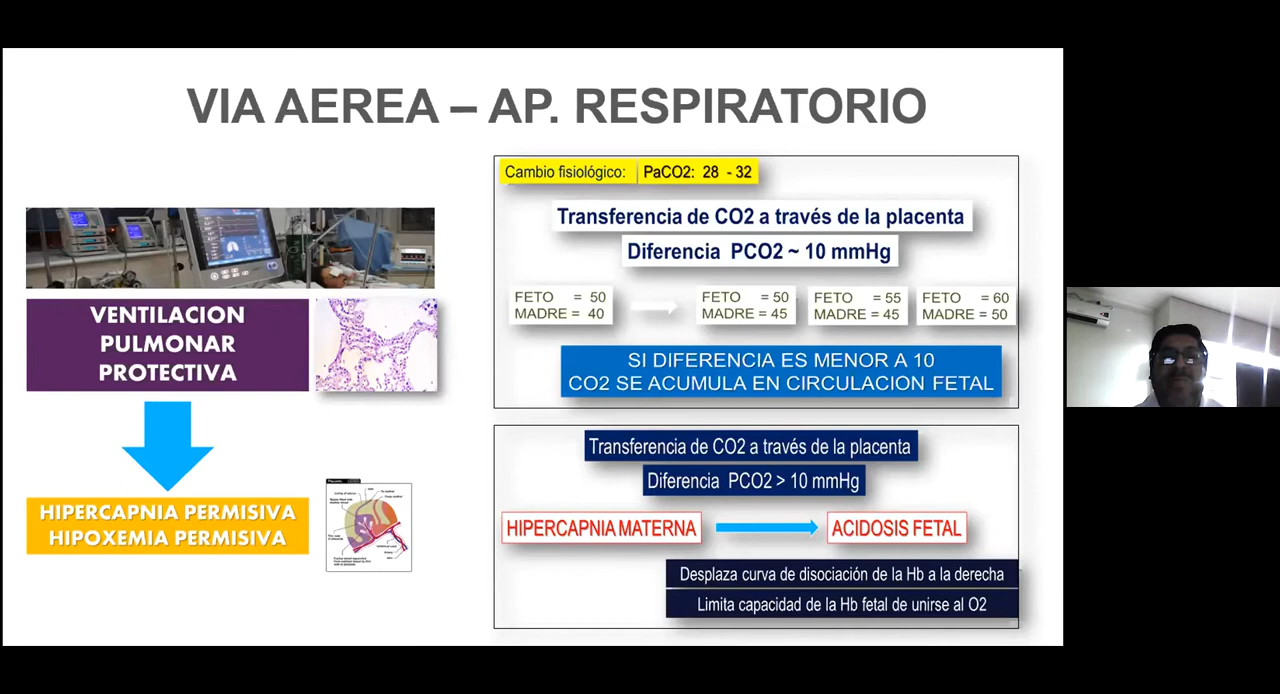 VIA AEREA – AP. RESPIRATORIO
VENTILACION
PULMONAR
PROTECTIVA
HIPERCAPNIA PERMISIVA
HIPOXEMIA PERMISIVA
Cambio fisiológico: PaCO2: 28 - 32
Transferencia de CO2 a través de la placenta
Diferencia PCO2 ~ 10 mmHg
FETO = 50
MADRE = 40
FETO = 50
MADRE = 45
FETO = 55
MADRE = 45
FETO = 60
MADRE = 50
SI DIFERENCIA ES MENOR A 10
CO2 SE ACUMULA EN CIRCULACION FETAL
Transferencia de CO2 a través de la placenta
Diferencia PCO2 > 10 mmHg
HIPERCAPNIA MATERNA
ACIDOSIS FETAL
Desplaza curva de disociación de la Hb a la derecha
Limita capacidad de la Hb fetal de unirse al O2